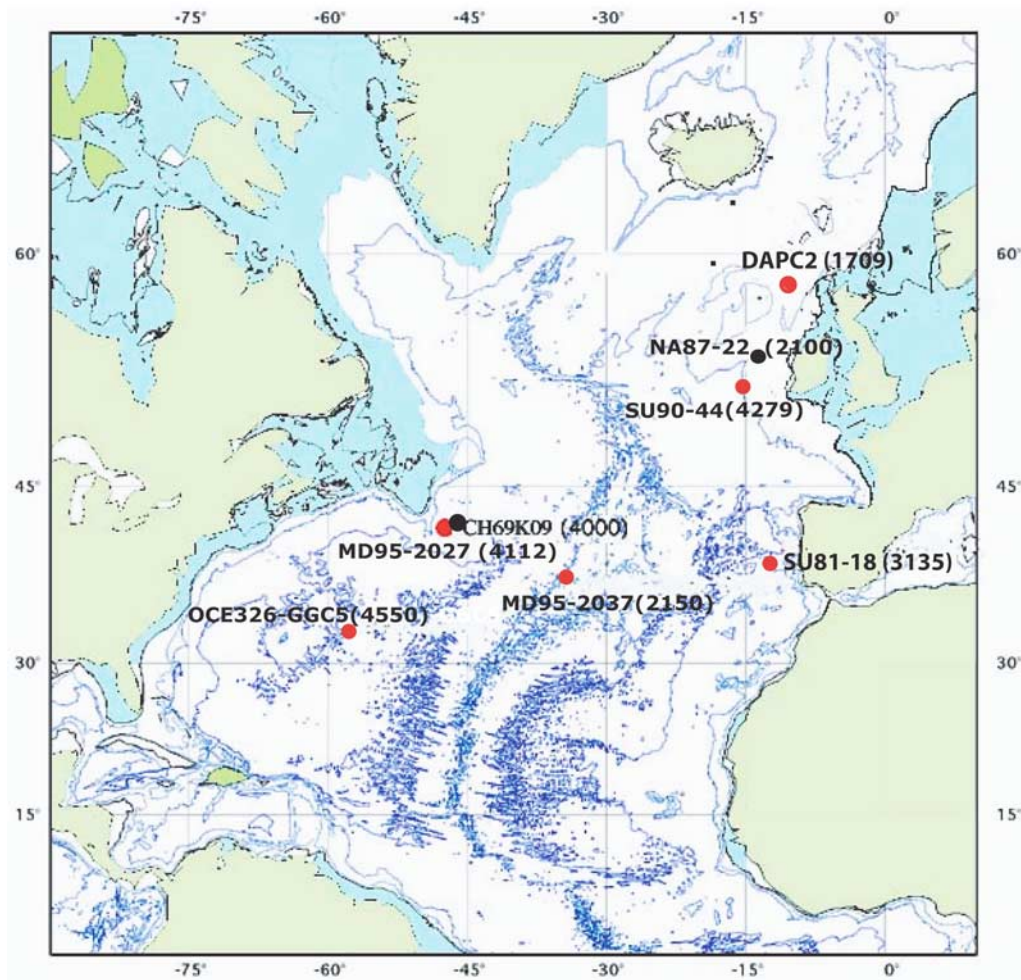 -75° -60° -45° -30° -15° 0°
60° 60°
DAPC2 (1709)
NA87-22 (2100)
SU90-44(4279)
45° 45°
CH69K09 (4000)
MD95-2027 (4112)
SU81-18 (3135)
MD95-2037(2150)
OCE326-GGC5(4550)
30° 30°
15° 15°
-75° -60° -45° -30° -15° 0°